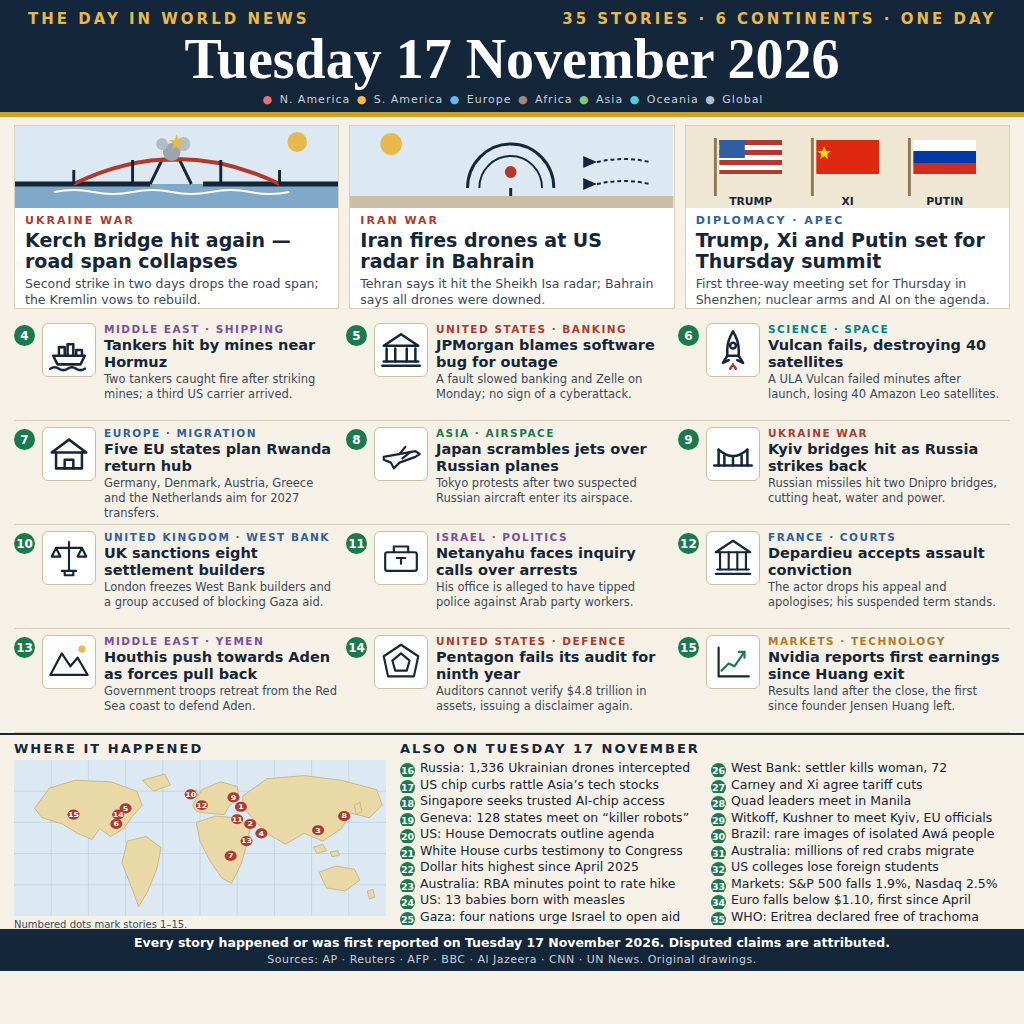 THE DAY IN WORLD NEWS
35 STORIES · 6 CONTINENTS · ONE DAY
Tuesday 17 November 2026
N. America S. America Europe Africa Asia Oceania Global
TRUMP XI PUTIN
UKRAINE WAR
Kerch Bridge hit again —
road span collapses
Second strike in two days drops the road span;
the Kremlin vows to rebuild.
IRAN WAR
Iran fires drones at US
radar in Bahrain
Tehran says it hit the Sheikh Isa radar; Bahrain
says all drones were downed.
DIPLOMACY · APEC
Trump, Xi and Putin set for
Thursday summit
First three-way meeting set for Thursday in
Shenzhen; nuclear arms and AI on the agenda.
4
MIDDLE EAST · SHIPPING
Tankers hit by mines near
Hormuz
Two tankers caught fire after striking
mines; a third US carrier arrived.
5
UNITED STATES · BANKING
JPMorgan blames software
bug for outage
A fault slowed banking and Zelle on
Monday; no sign of a cyberattack.
6
SCIENCE · SPACE
Vulcan fails, destroying 40
satellites
A ULA Vulcan failed minutes after
launch, losing 40 Amazon Leo satellites.
7
EUROPE · MIGRATION
Five EU states plan Rwanda
return hub
Germany, Denmark, Austria, Greece
and the Netherlands aim for 2027
transfers.
8
ASIA · AIRSPACE
Japan scrambles jets over
Russian planes
Tokyo protests after two suspected
Russian aircraft enter its airspace.
9
UKRAINE WAR
Kyiv bridges hit as Russia
strikes back
Russian missiles hit two Dnipro bridges,
cutting heat, water and power.
10
UNITED KINGDOM · WEST BANK
UK sanctions eight
settlement builders
London freezes West Bank builders and
a group accused of blocking Gaza aid.
11
ISRAEL · POLITICS
Netanyahu faces inquiry
calls over arrests
His office is alleged to have tipped
police against Arab party workers.
12
FRANCE · COURTS
Depardieu accepts assault
conviction
The actor drops his appeal and
apologises; his suspended term stands.
13
MIDDLE EAST · YEMEN
Houthis push towards Aden
as forces pull back
Government troops retreat from the Red
Sea coast to defend Aden.
14
UNITED STATES · DEFENCE
Pentagon fails its audit for
ninth year
Auditors cannot verify $4.8 trillion in
assets, issuing a disclaimer again.
15
MARKETS · TECHNOLOGY
Nvidia reports first earnings
since Huang exit
Results land after the close, the first
since founder Jensen Huang left.
WHERE IT HAPPENED
10
9
12
1
5
15
14
8
6
11
2
3
4
13
7
Numbered dots mark stories 1–15.
ALSO ON TUESDAY 17 NOVEMBER
16 Russia: 1,336 Ukrainian drones intercepted
17 US chip curbs rattle Asia’s tech stocks
18 Singapore seeks trusted AI-chip access
19 Geneva: 128 states meet on “killer robots”
20 US: House Democrats outline agenda
21 White House curbs testimony to Congress
22 Dollar hits highest since April 2025
23 Australia: RBA minutes point to rate hike
24 US: 13 babies born with measles
25 Gaza: four nations urge Israel to open aid
26 West Bank: settler kills woman, 72
27 Carney and Xi agree tariff cuts
28 Quad leaders meet in Manila
29 Witkoff, Kushner to meet Kyiv, EU officials
30 Brazil: rare images of isolated Awá people
31 Australia: millions of red crabs migrate
32 US colleges lose foreign students
33 Markets: S&P 500 falls 1.9%, Nasdaq 2.5%
34 Euro falls below $1.10, first since April
35 WHO: Eritrea declared free of trachoma
Every story happened or was first reported on Tuesday 17 November 2026. Disputed claims are attributed.
Sources: AP · Reuters · AFP · BBC · Al Jazeera · CNN · UN News. Original drawings.